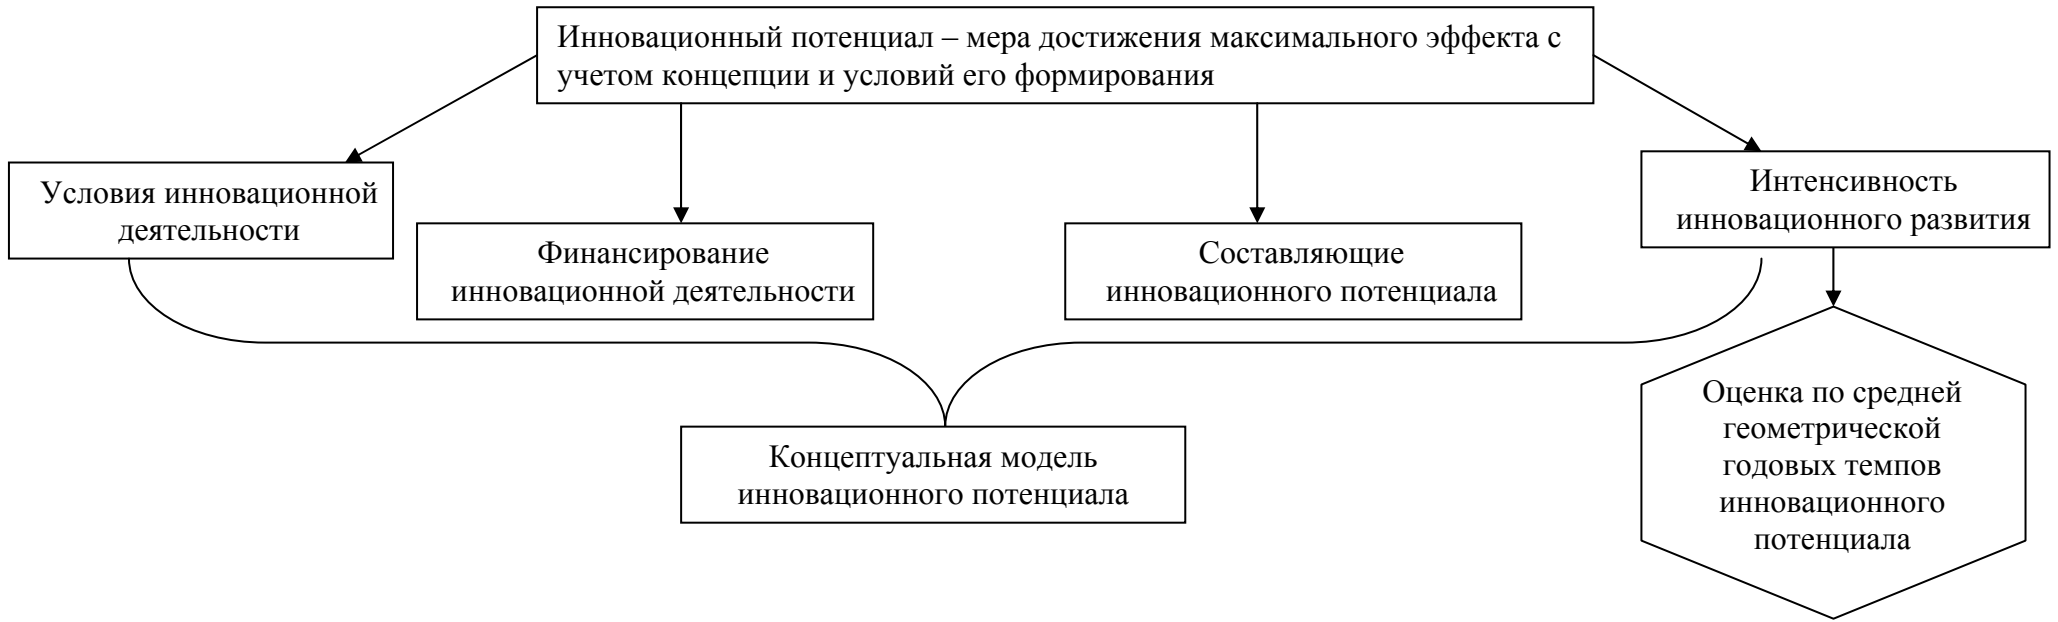 Инновационный потенциал – мера достижения максимального эффекта с
учетом концепции и условий его формирования
Условия инновационной
деятельности
Финансирование
инновационной деятельности
Составляющие
инновационного потенциала
Интенсивность
инновационного развития
Концептуальная модель
инновационного потенциала
Оценка по средней
геометрической
годовых темпов
инновационного
потенциала